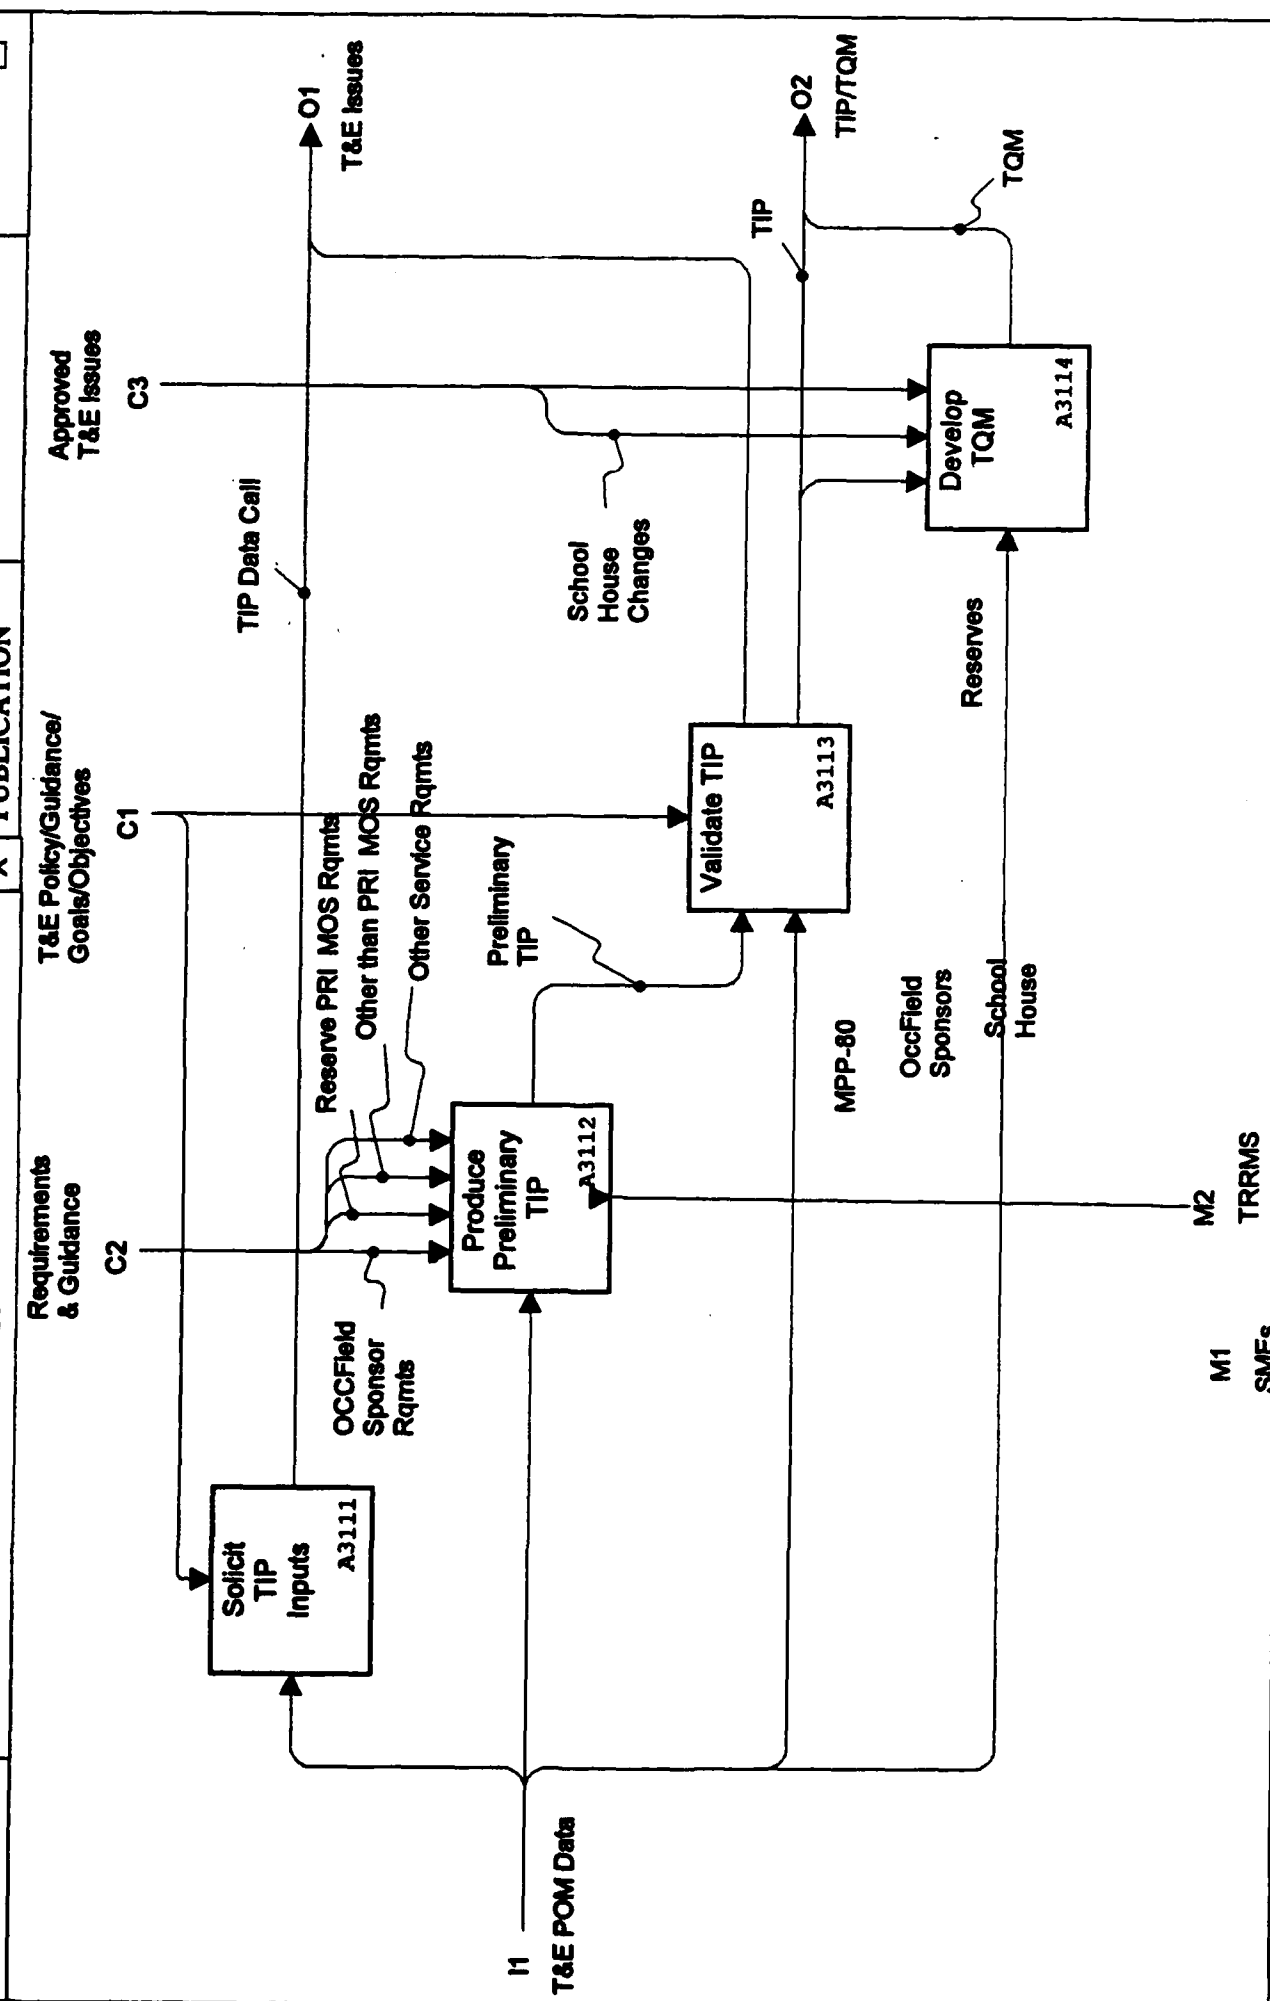 X PUBLICATION
Requirements
& Guidance
C2
T&E Policy/Guidance/
Goals/Objectives
C1
Approved
T&E Issues
C3
Solicit
TIP
Inputs
A3111
TIP Data Call
O1
T&E Issues
Reserve PRI MOS Rqmts
Other than PRI MOS Rqmts
Other Service Rqmts
OCCField
Sponsor
Rqmts
Produce
Preliminary
TIP
A3112
Preliminary
TIP
School
House
Changes
I1
T&E POM Data
Validate TIP
A3113
TIP
O2
TIP/TQM
MPP-80
OccField
Sponsors
School
House
Reserves
Develop
TQM
A3114
TQM
M1
SMEs
M2
TRRMS